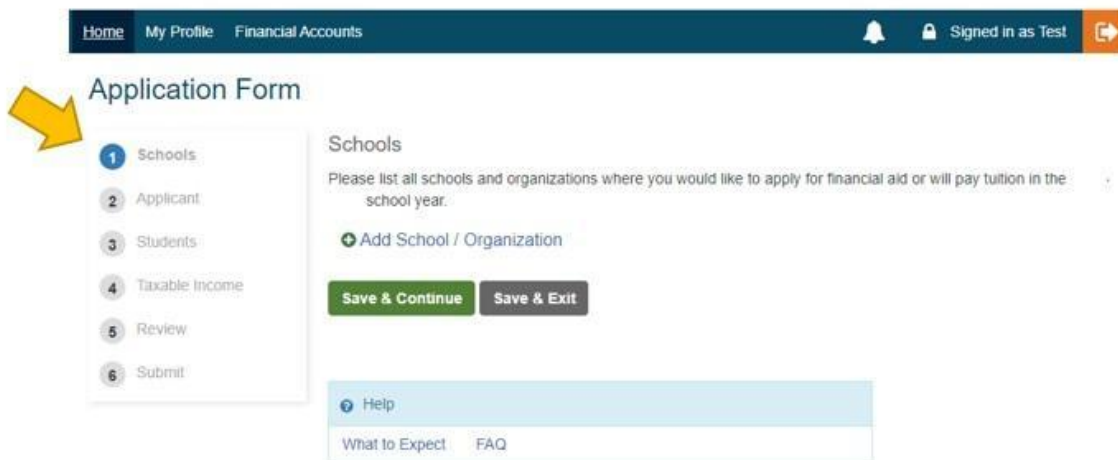 Home My Profile Financial Accounts Signed in as Test
Application Form
1 Schools
2 Applicant
3 Students
4 Taxable Income
5 Review
6 Submit
Schools
Please list all schools and organizations where you would like to apply for financial aid or will pay tuition in the
school year.
Add School / Organization
Save & Continue Save & Exit
Help
What to Expect FAQ